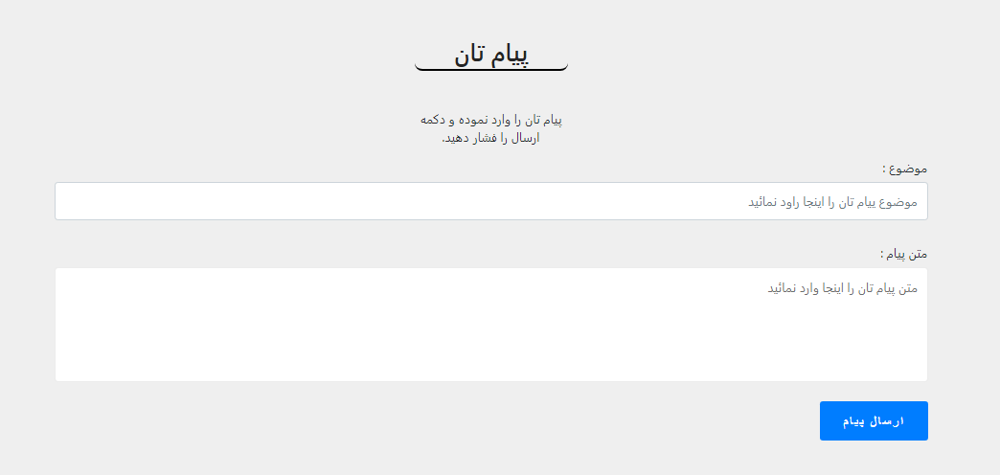 پیام تان
پیام تان را وارد نموده و دکمه
ارسال را فشار دهید.
موضوع :
موضوع پیام تان را اینجا راود نمائید
متن پیام :
متن پیام تان را اینجا وارد نمائید
ارسال پیام